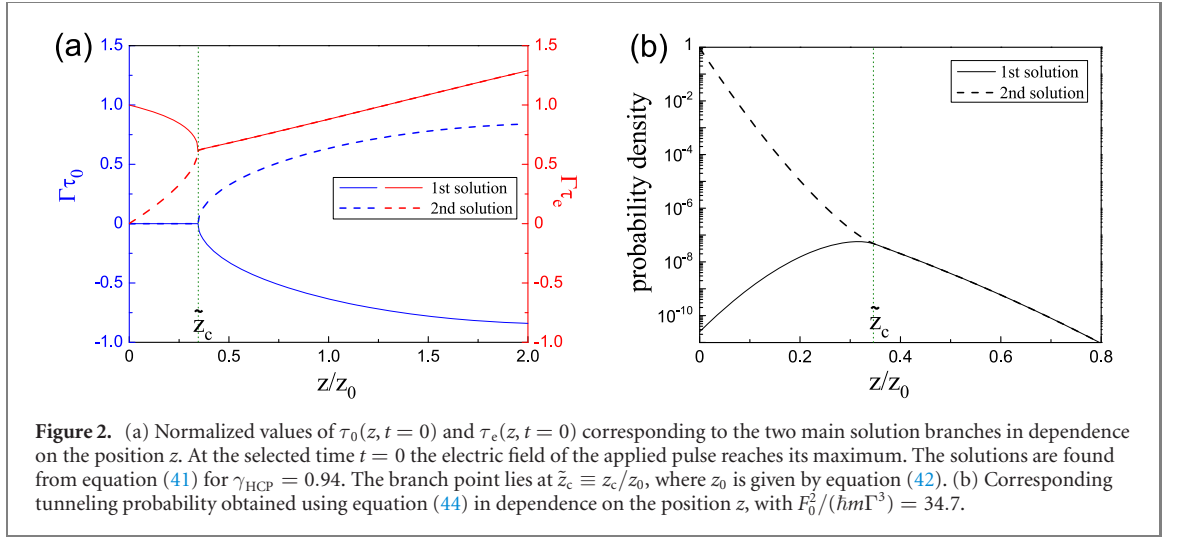 (a)
1.5
1.0
0.5
0
-0.5
-1.0
Γτ₀
1.5
1.0
0.5
0
-0.5
-1.0
Γτₑ
1st solution
2nd solution
z̃_c
0
0.5
1.0
1.5
2.0
z/z₀
(b)
1
10⁻²
10⁻⁴
10⁻⁶
10⁻⁸
10⁻¹⁰
probability density
1st solution
2nd solution
z̃_c
0
0.2
0.4
0.6
0.8
z/z₀
Figure 2. (a) Normalized values of τ₀(z, t = 0) and τₑ(z, t = 0) corresponding to the two main solution branches in dependence
on the position z. At the selected time t = 0 the electric field of the applied pulse reaches its maximum. The solutions are found
from equation (41) for γ_HCP = 0.94. The branch point lies at z̃_c ≡ z_c/z₀, where z₀ is given by equation (42). (b) Corresponding
tunneling probability obtained using equation (44) in dependence on the position z, with F₀²/(ℏmΓ³) = 34.7.